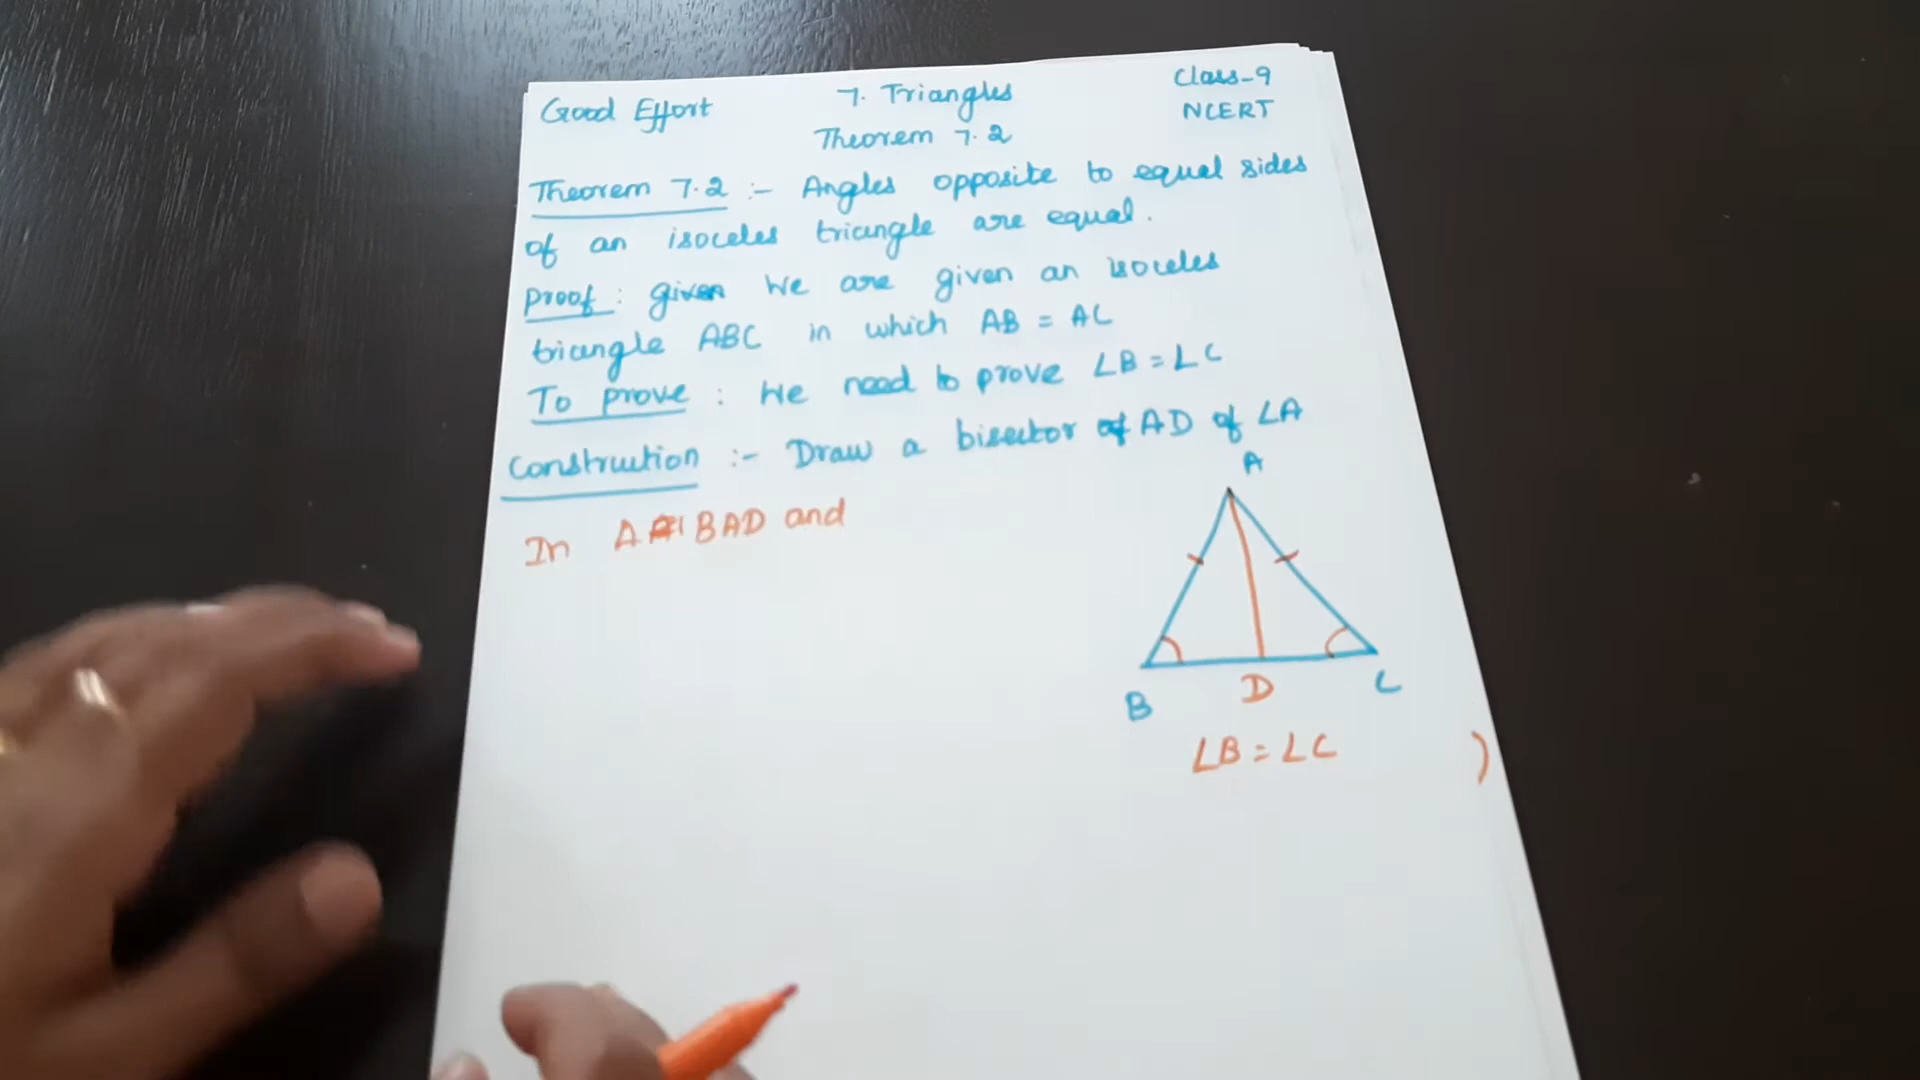 Good Effort 7. Triangles Class-9
Theorem 7.2 NCERT
Theorem 7.2 :- Angles opposite to equal sides
of an isoceles triangle are equal.
Proof : given We are given an isoceles
triangle ABC in which AB = AC
To prove : We need to prove ∠B = ∠C
Construction :- Draw a bisector of AD of ∠A
In BAD and
A
B D C
∠B = ∠C )